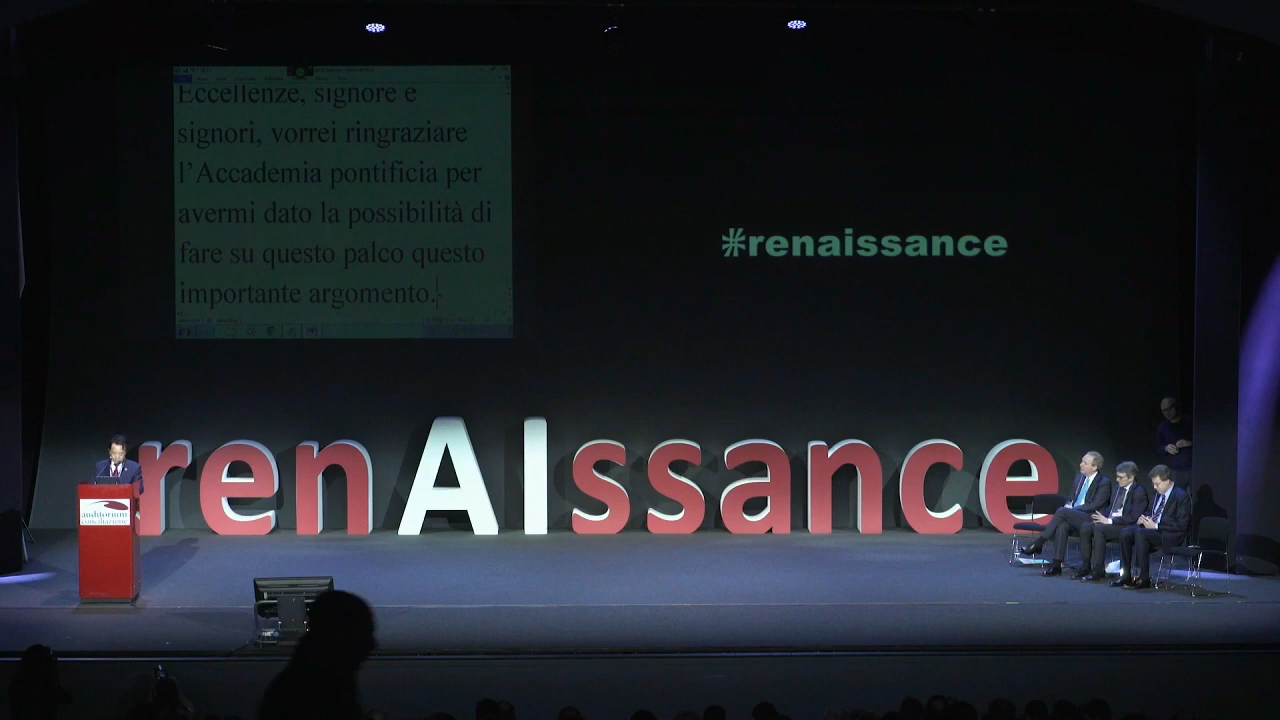 Eccellenze, signore e
signori, vorrei ringraziare
l'Accademia pontificia per
avermi dato la possibilità di
fare su questo palco questo
importante argomento.
#renaissance
renAIssance
auditorium
conciliazione